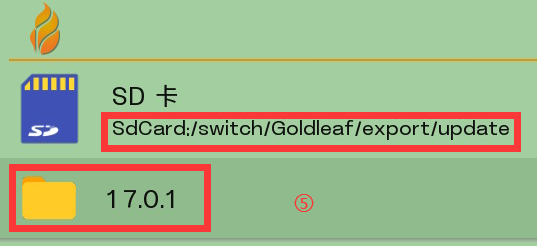 SD 卡
SdCard:/switch/Goldleaf/export/update
17.0.1
⑤